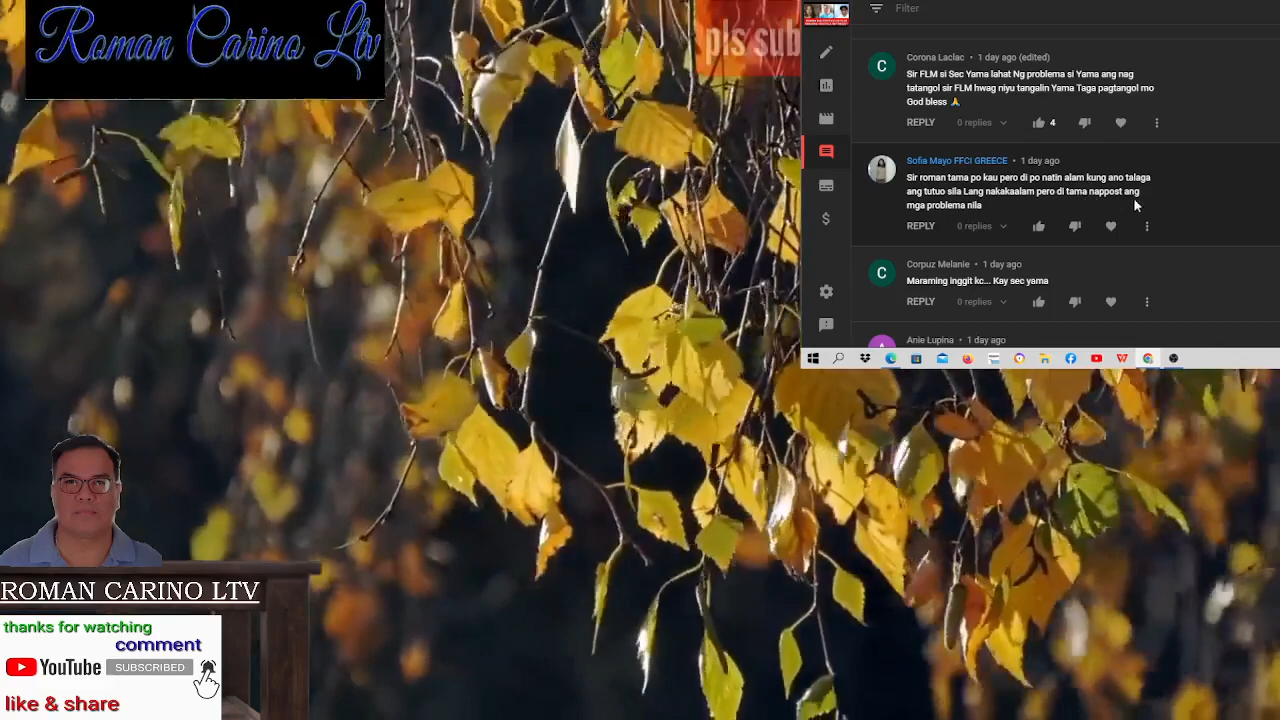 Roman Carino Ltv
pls sub
Filter
Corona Laclac • 1 day ago (edited)
Sir FLM si Sec Yama lahat Ng problema si Yama ang nag
tatangol sir FLM hwag niyu tangalin Yama Taga pagtangol mo
God bless 🙏
REPLY 0 replies 4
Sofia Mayo FFCI GREECE • 1 day ago
Sir roman tama po kau pero di po natin alam kung ano talaga
ang tutuo sila Lang nakakaalam pero di tama nappost ang
mga problema nila
REPLY 0 replies
Corpuz Melanie • 1 day ago
Maraming inggit kc... Kay sec yama
REPLY 0 replies
Anie Lupina • 1 day ago
ROMAN CARINO LTV
thanks for watching
comment
YouTube SUBSCRIBED
like & share